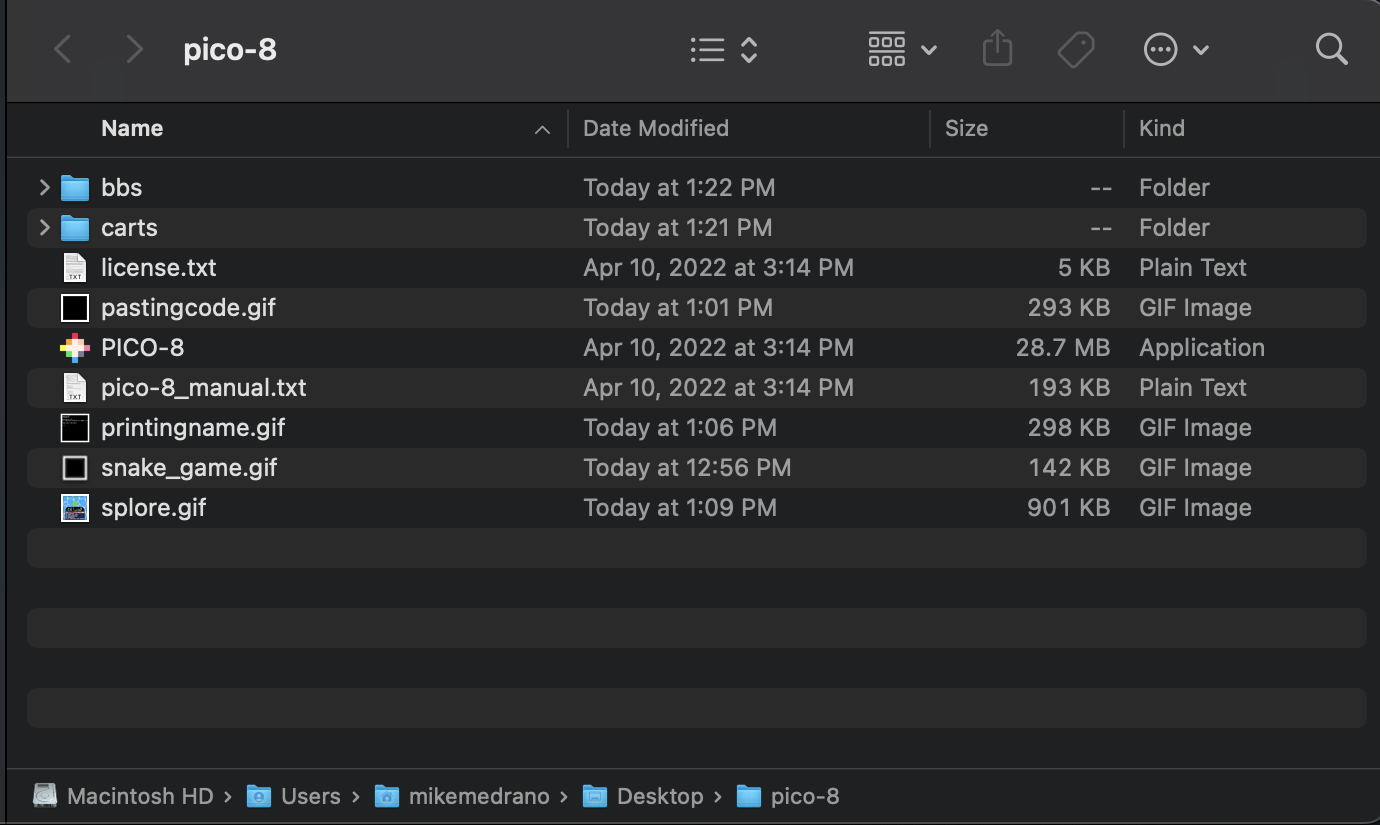 pico-8
Name Date Modified Size Kind
bbs Today at 1:22 PM -- Folder
carts Today at 1:21 PM -- Folder
license.txt Apr 10, 2022 at 3:14 PM 5 KB Plain Text
pastingcode.gif Today at 1:01 PM 293 KB GIF Image
PICO-8 Apr 10, 2022 at 3:14 PM 28.7 MB Application
pico-8_manual.txt Apr 10, 2022 at 3:14 PM 193 KB Plain Text
printingname.gif Today at 1:06 PM 298 KB GIF Image
snake_game.gif Today at 12:56 PM 142 KB GIF Image
splore.gif Today at 1:09 PM 901 KB GIF Image
Macintosh HD › Users › mikemedrano › Desktop › pico-8